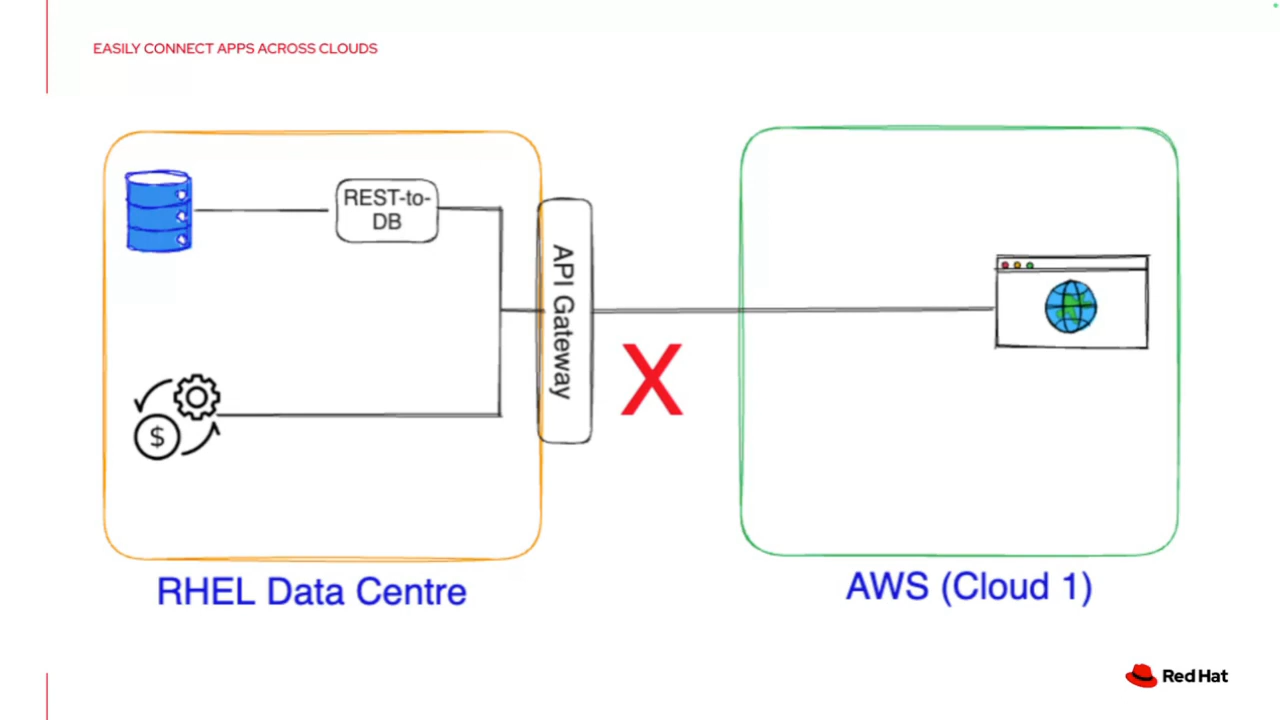 EASILY CONNECT APPS ACROSS CLOUDS
REST-to-
DB
API Gateway
$
X
RHEL Data Centre
AWS (Cloud 1)
Red Hat